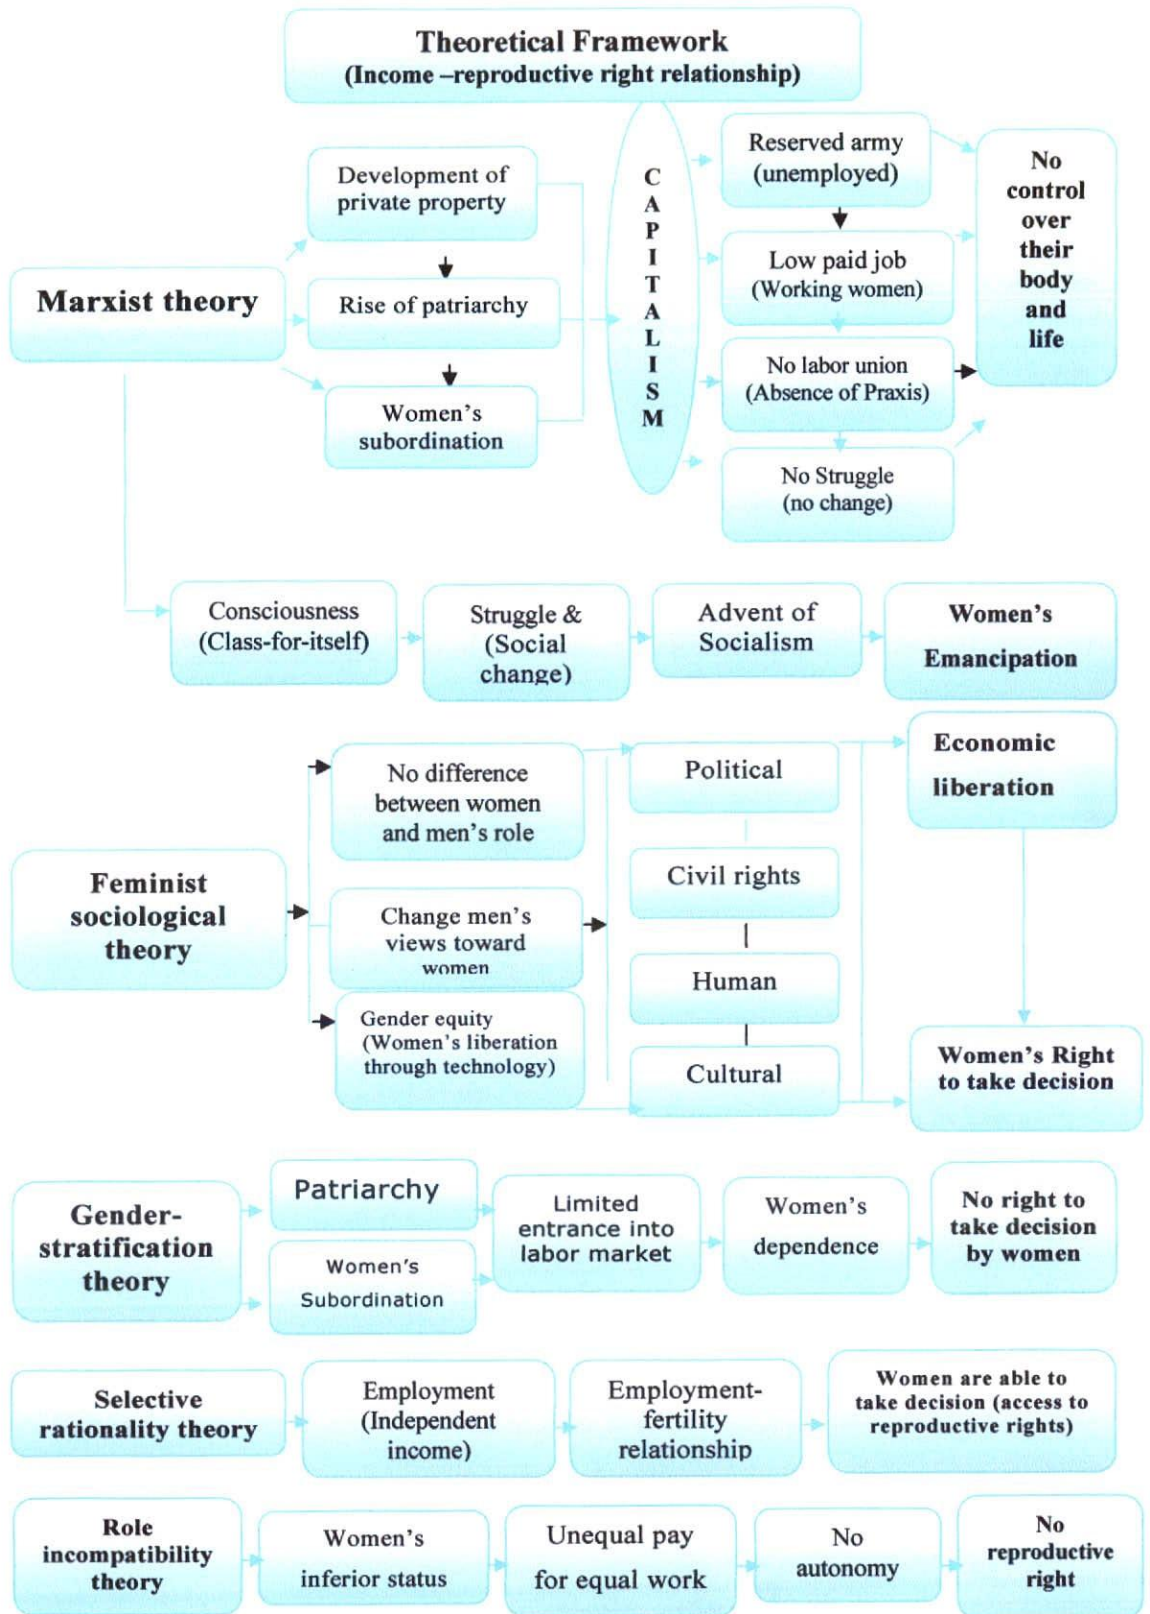 Theoretical Framework
(Income –reproductive right relationship)
Development of
private property
Marxist theory
Rise of patriarchy
Women's
subordination
C
A
P
I
T
A
L
I
S
M
Reserved army
(unemployed)
Low paid job
(Working women)
No labor union
(Absence of Praxis)
No Struggle
(no change)
No
control
over
their
body
and
life
Consciousness
(Class-for-itself)
Struggle &
(Social
change)
Advent of
Socialism
Women's
Emancipation
Feminist
sociological
theory
No difference
between women
and men's role
Change men's
views toward
women
Gender equity
(Women's liberation
through technology)
Political
Civil rights
Human
Cultural
Economic
liberation
Women's Right
to take decision
Gender-
stratification
theory
Patriarchy
Women's
Subordination
Limited
entrance into
labor market
Women's
dependence
No right to
take decision
by women
Selective
rationality theory
Employment
(Independent
income)
Employment-
fertility
relationship
Women are able to
take decision (access to
reproductive rights)
Role
incompatibility
theory
Women's
inferior status
Unequal pay
for equal work
No
autonomy
No
reproductive
right